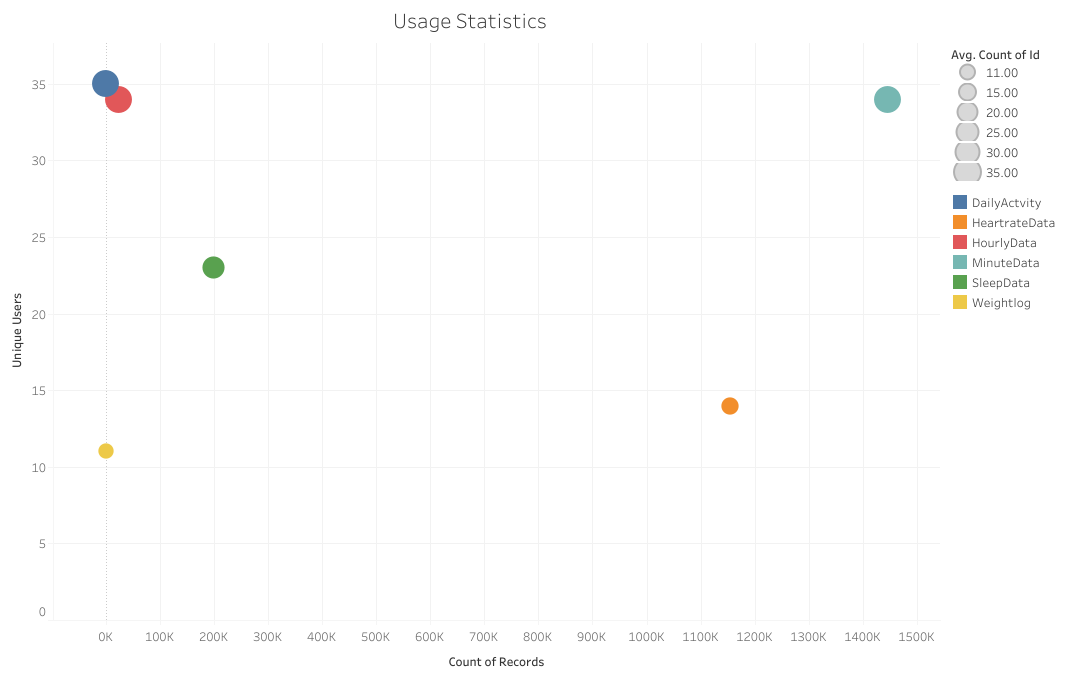 Usage Statistics
Avg. Count of Id
11.00
15.00
20.00
25.00
30.00
35.00
DailyActvity
HeartrateData
HourlyData
MinuteData
SleepData
Weightlog
Unique Users
35
30
25
20
15
10
5
0
0K 100K 200K 300K 400K 500K 600K 700K 800K 900K 1000K 1100K 1200K 1300K 1400K 1500K
Count of Records